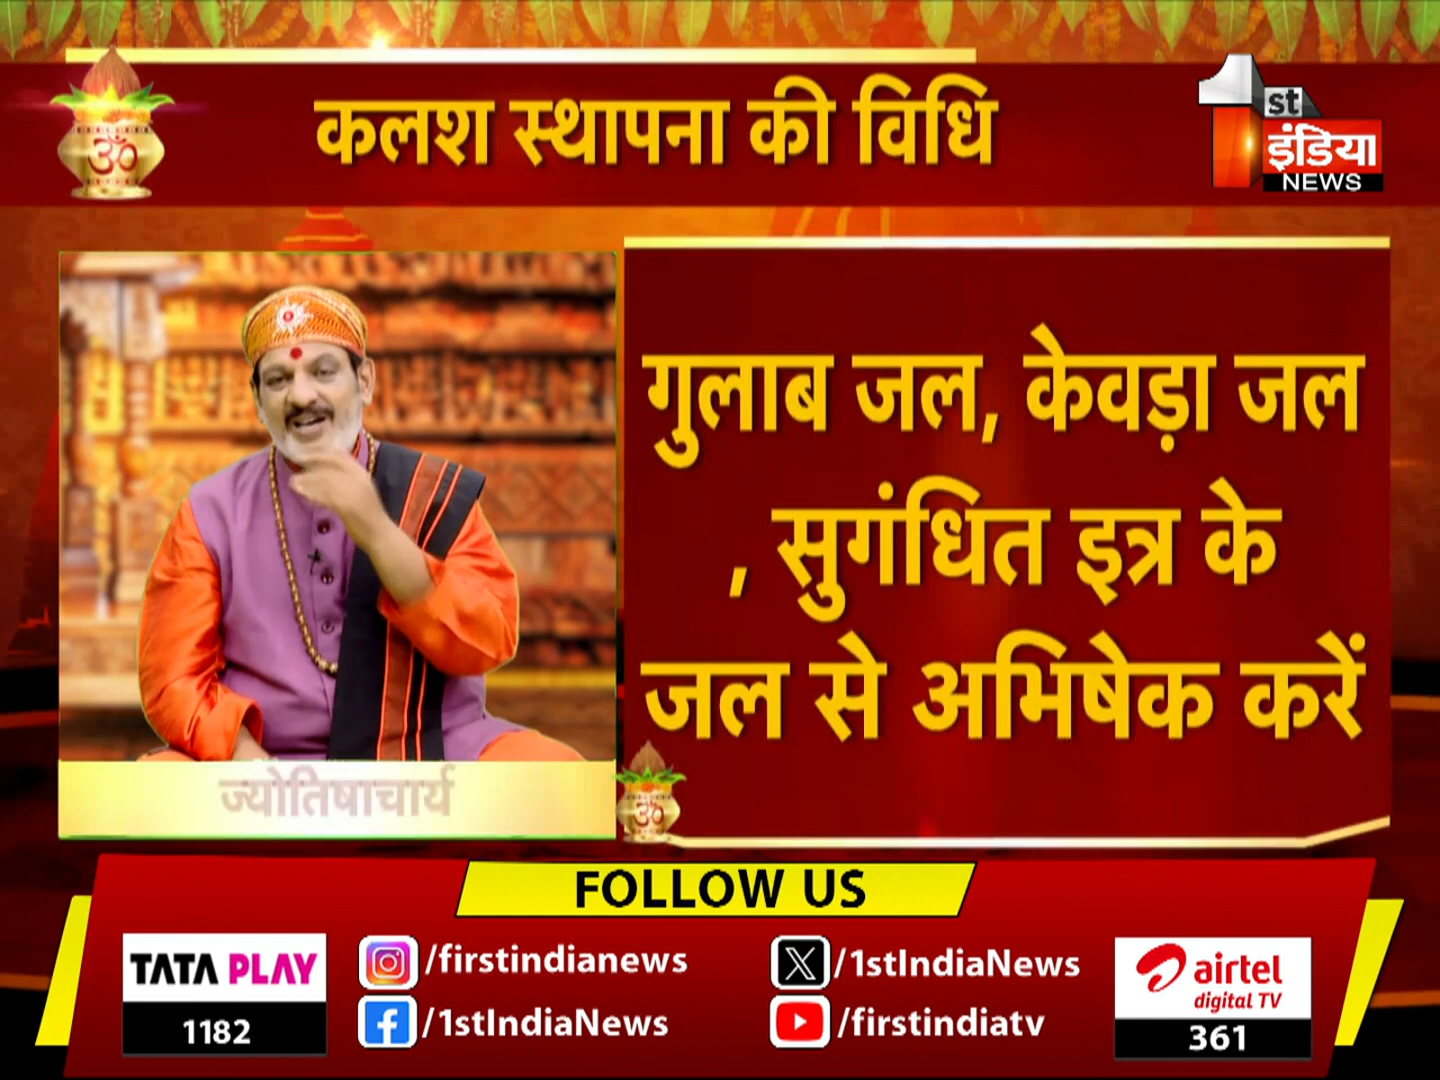 कलश स्थापना की विधि
1st
इंडिया
NEWS
ॐ
गुलाब जल, केवड़ा जल
, सुगंधित इत्र के
जल से अभिषेक करें
ज्योतिषाचार्य
ॐ
FOLLOW US
TATA PLAY
1182
/firstindianews
/1stIndiaNews
/1stIndiaNews
/firstindiatv
airtel
digital TV
361